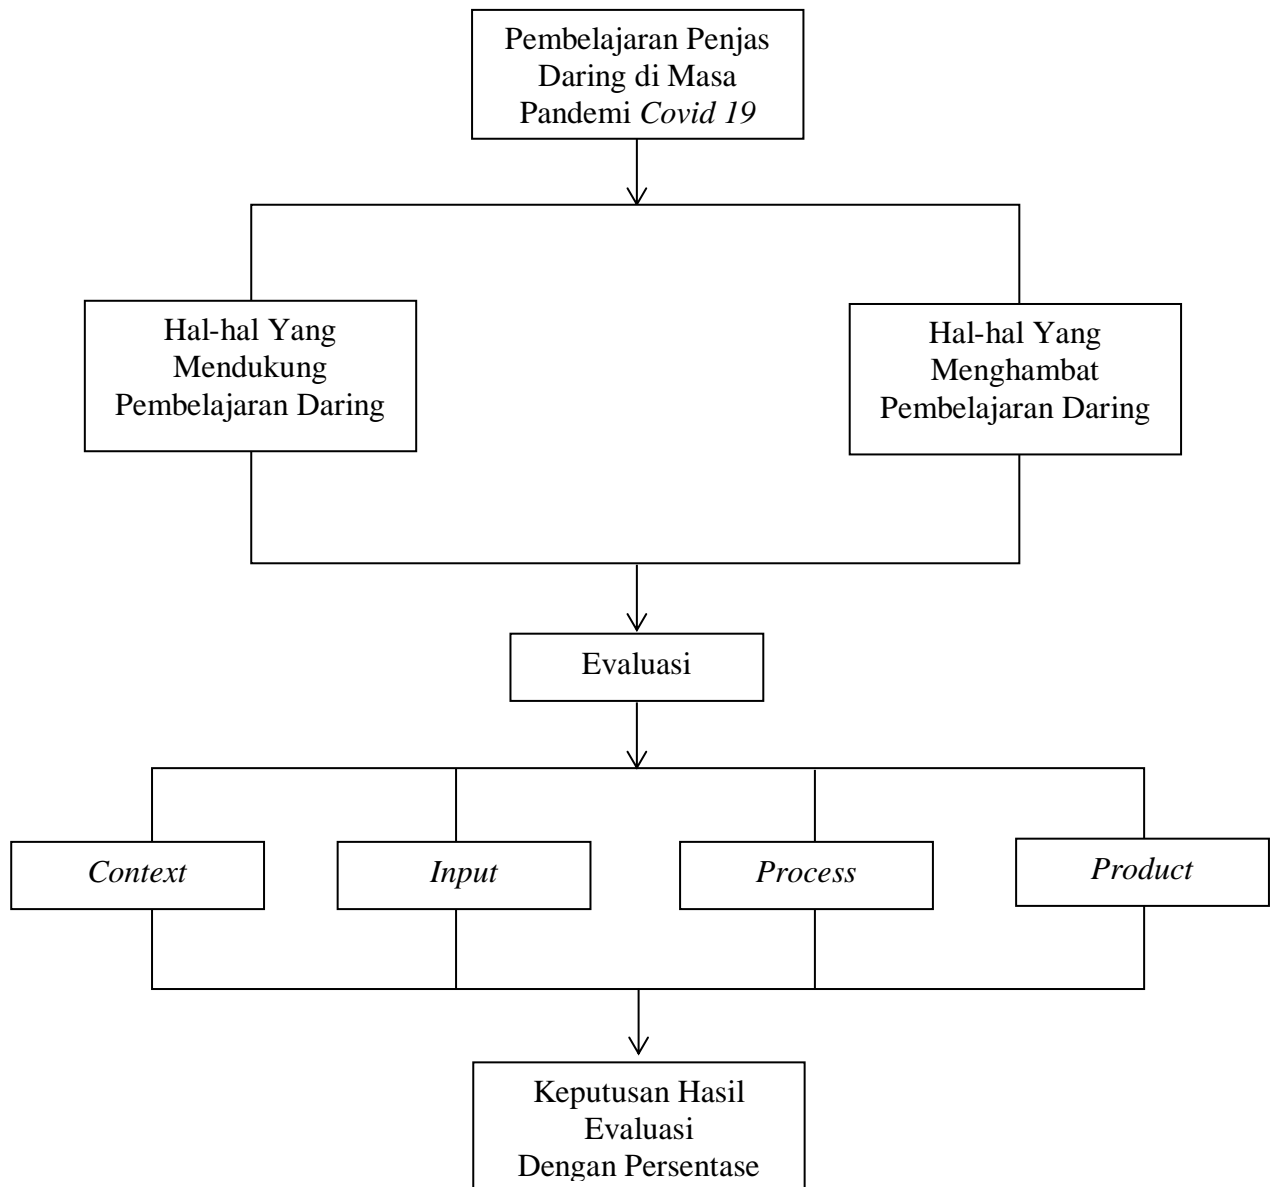 Pembelajaran Penjas
Daring di Masa
Pandemi Covid 19
Hal-hal Yang
Mendukung
Pembelajaran Daring
Hal-hal Yang
Menghambat
Pembelajaran Daring
Evaluasi
Context
Input
Process
Product
Keputusan Hasil
Evaluasi
Dengan Persentase